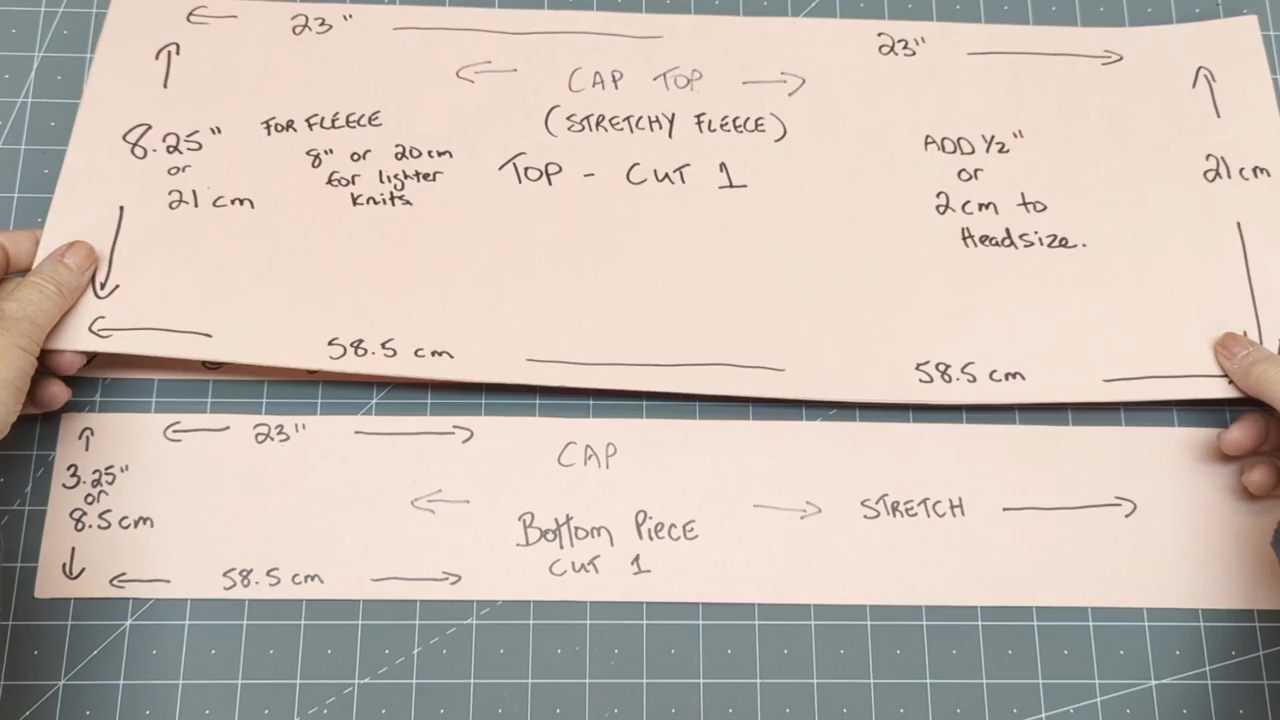 ← 23" 23" →
← CAP TOP →
(STRETCHY FLEECE)
TOP - CUT 1
8.25"
or
21 cm
FOR FLEECE
8" or 20cm
for lighter
knits
ADD 1/2"
or
2cm to
Headsize.
21cm
← 58.5 cm 58.5 cm
← 23" →
3.25"
or
8.5cm
CAP
← → STRETCH →
Bottom Piece
CUT 1
← 58.5 cm →